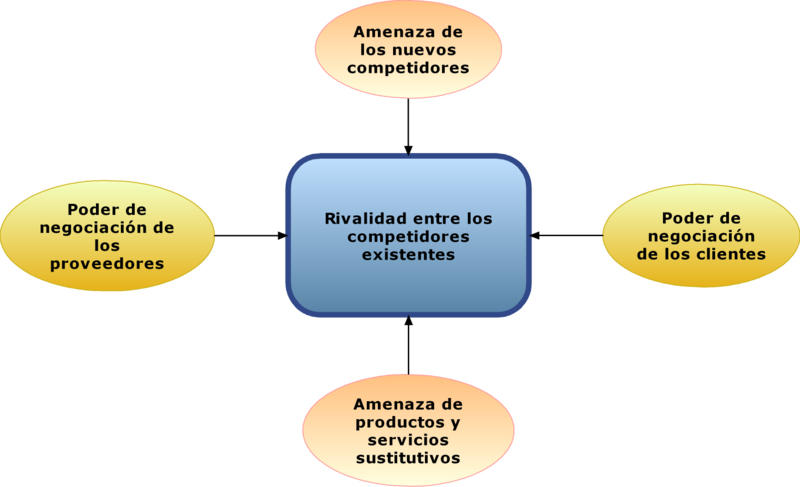 Amenaza de
los nuevos
competidores
Poder de
negociación de
los
proveedores
Rivalidad entre los
competidores
existentes
Poder de
negociación
de los clientes
Amenaza de
productos y
servicios
sustitutivos